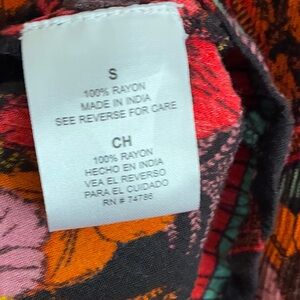 S
100% RAYON
MADE IN INDIA
SEE REVERSE FOR CARE
CH
100% RAYON
HECHO EN INDIA
VEA EL REVERSO
PARA EL CUIDADO
RN # 74786